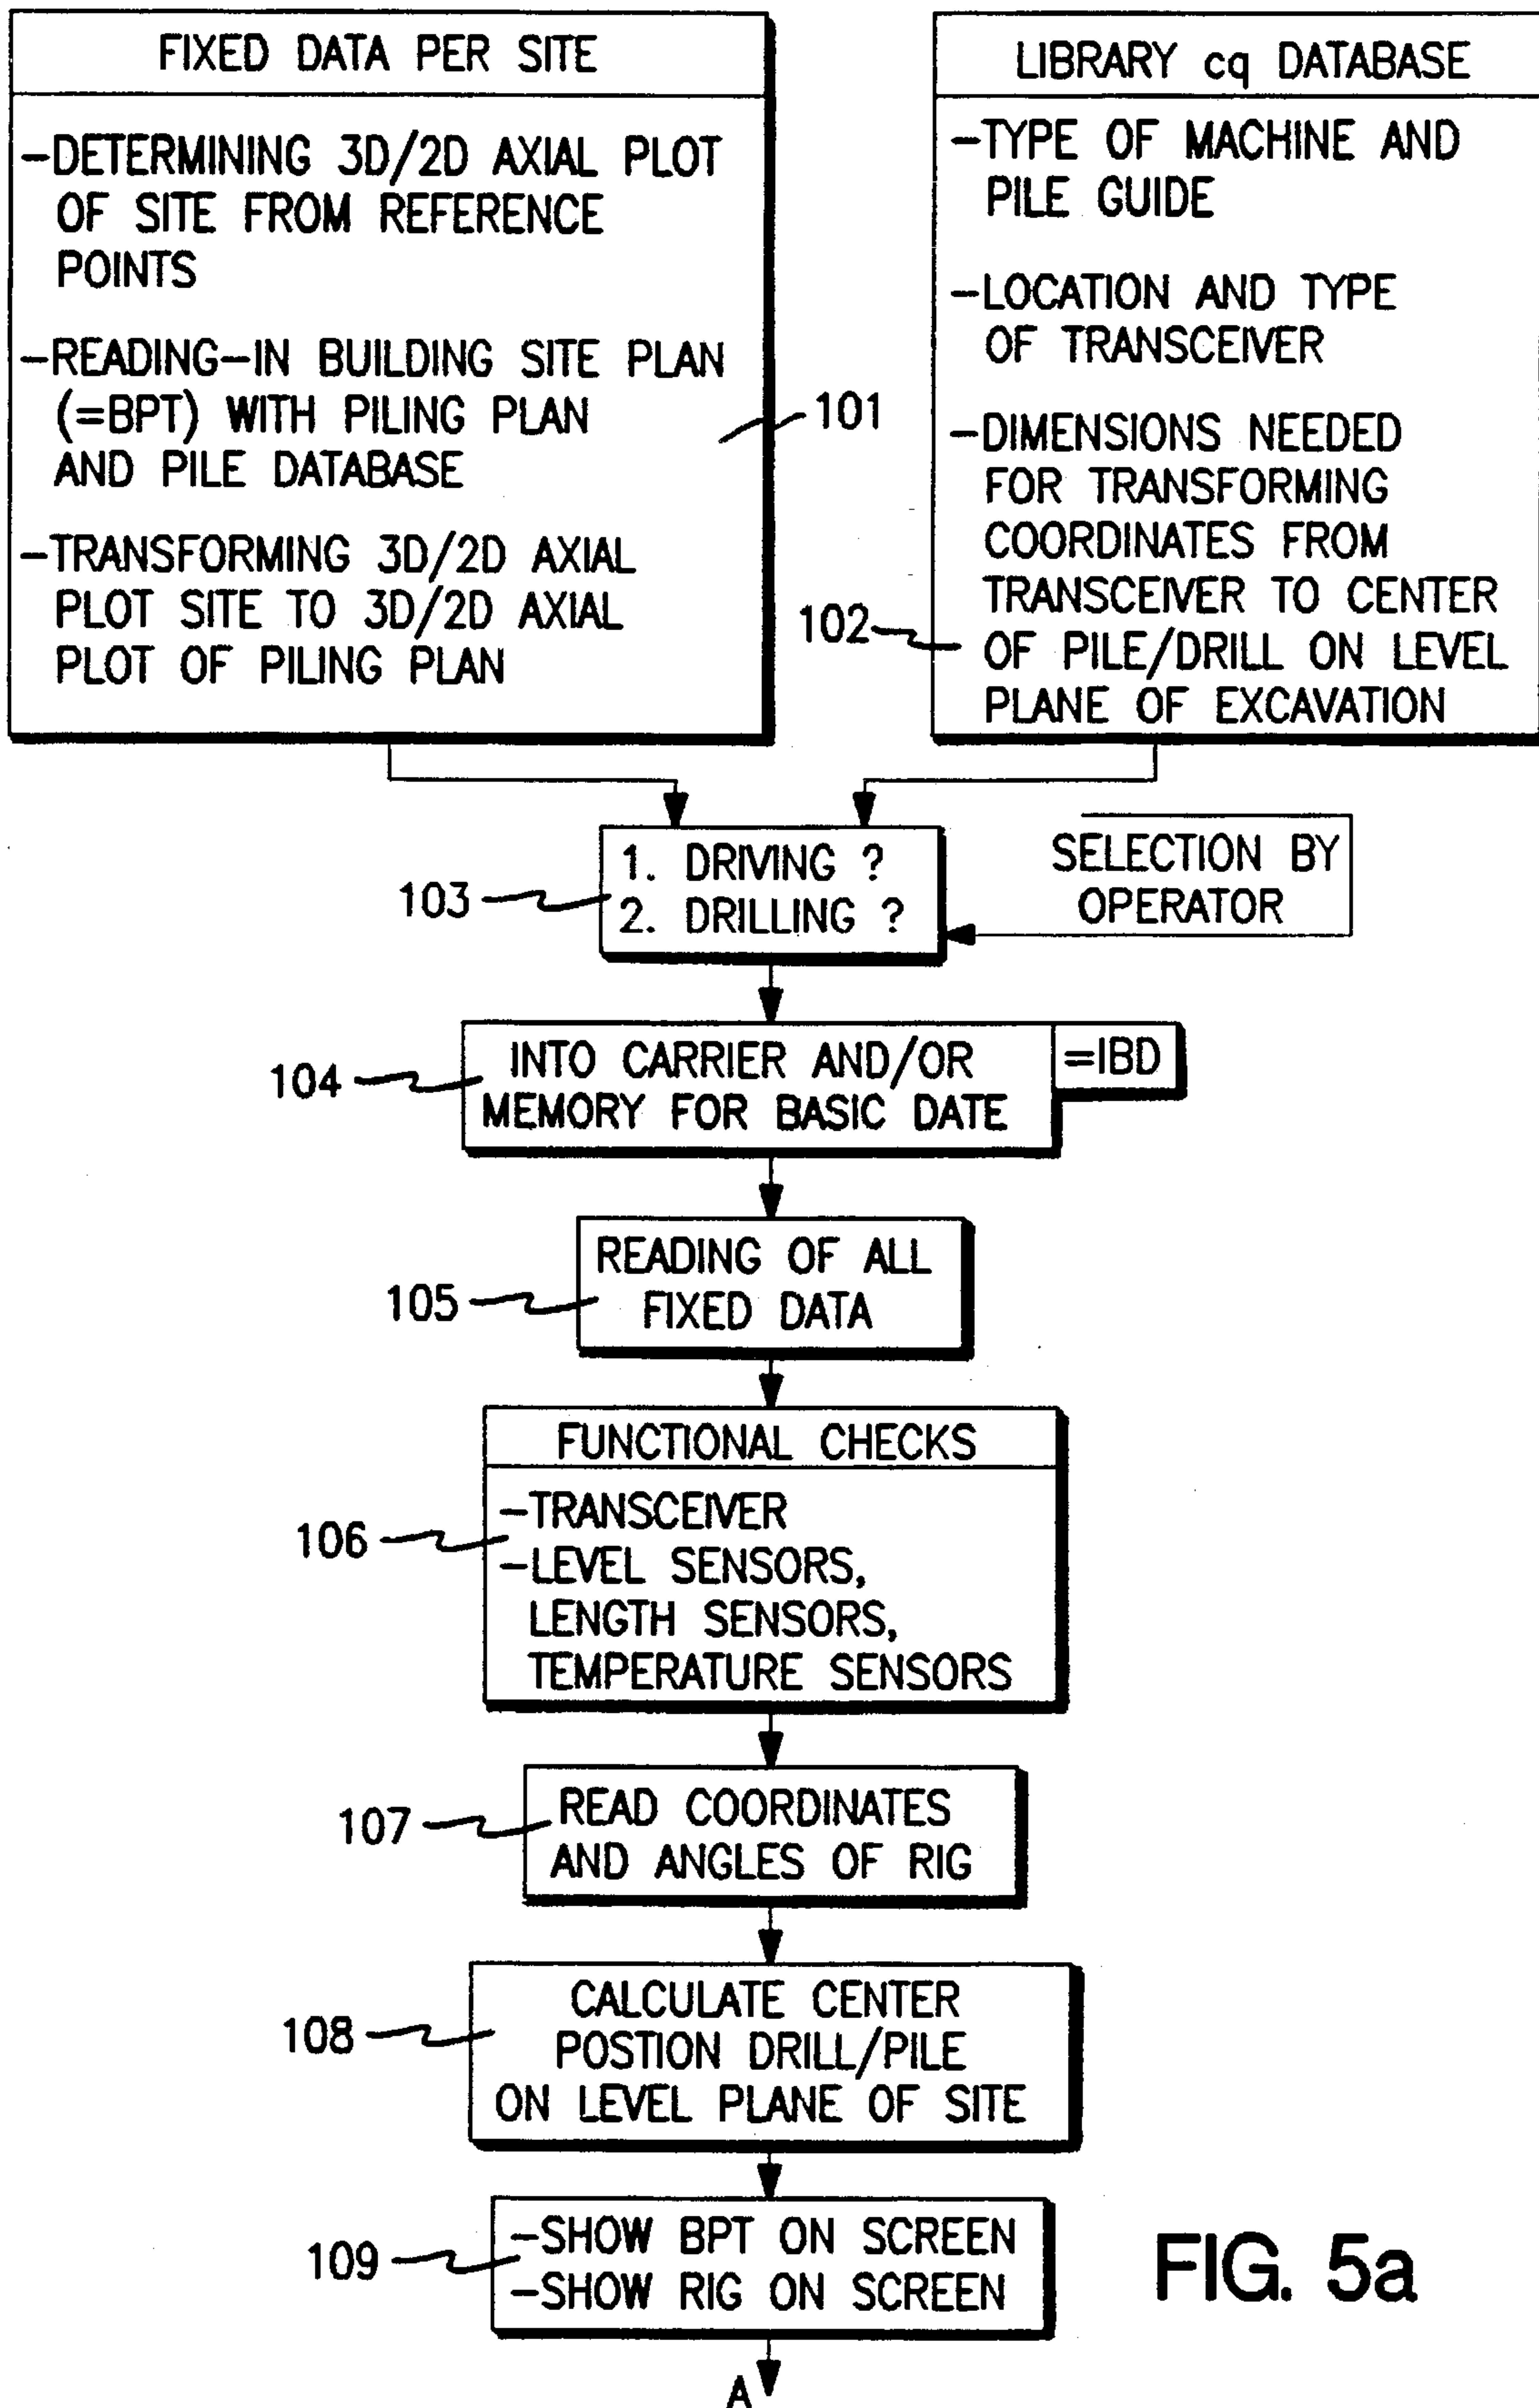 FIXED DATA PER SITE
-DETERMINING 3D/2D AXIAL PLOT
OF SITE FROM REFERENCE
POINTS
-READING-IN BUILDING SITE PLAN
(=BPT) WITH PILING PLAN
AND PILE DATABASE
-TRANSFORMING 3D/2D AXIAL
PLOT SITE TO 3D/2D AXIAL
PLOT OF PILING PLAN
101
LIBRARY cq DATABASE
-TYPE OF MACHINE AND
PILE GUIDE
-LOCATION AND TYPE
OF TRANSCEIVER
-DIMENSIONS NEEDED
FOR TRANSFORMING
COORDINATES FROM
TRANSCEIVER TO CENTER
OF PILE/DRILL ON LEVEL
PLANE OF EXCAVATION
102
1. DRIVING ?
2. DRILLING ?
103
SELECTION BY
OPERATOR
INTO CARRIER AND/OR
MEMORY FOR BASIC DATE
=IBD
104
READING OF ALL
FIXED DATA
105
FUNCTIONAL CHECKS
-TRANSCEIVER
-LEVEL SENSORS,
LENGTH SENSORS,
TEMPERATURE SENSORS
106
READ COORDINATES
AND ANGLES OF RIG
107
CALCULATE CENTER
POSTION DRILL/PILE
ON LEVEL PLANE OF SITE
108
-SHOW BPT ON SCREEN
-SHOW RIG ON SCREEN
109
A
FIG. 5a